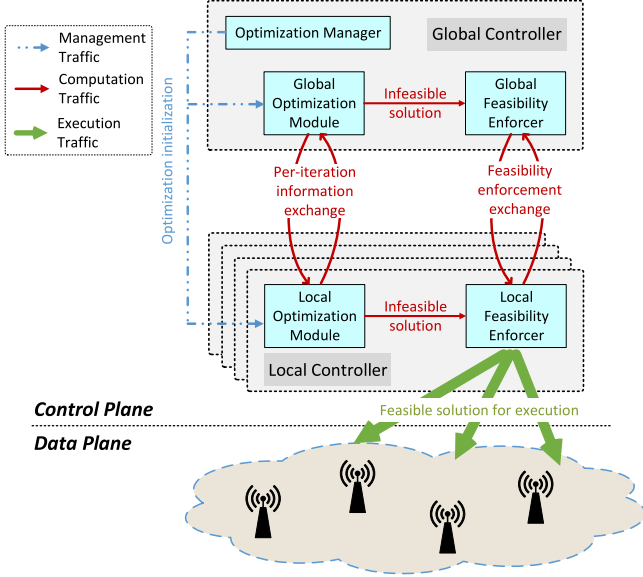 Management
Traffic
Computation
Traffic
Execution
Traffic
Optimization initialization
Optimization Manager
Global Controller
Global
Optimization
Module
Infeasible
solution
Global
Feasibility
Enforcer
Per-iteration
information
exchange
Feasibility
enforcement
exchange
Local
Optimization
Module
Infeasible
solution
Local
Feasibility
Enforcer
Local Controller
Control Plane
Feasible solution for execution
Data Plane